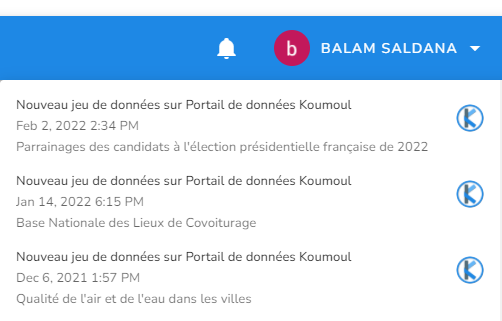 b BALAM SALDANA
Nouveau jeu de données sur Portail de données Koumoul
Feb 2, 2022 2:34 PM
Parrainages des candidats à l'élection présidentielle française de 2022
Nouveau jeu de données sur Portail de données Koumoul
Jan 14, 2022 6:15 PM
Base Nationale des Lieux de Covoiturage
Nouveau jeu de données sur Portail de données Koumoul
Dec 6, 2021 1:57 PM
Qualité de l'air et de l'eau dans les villes